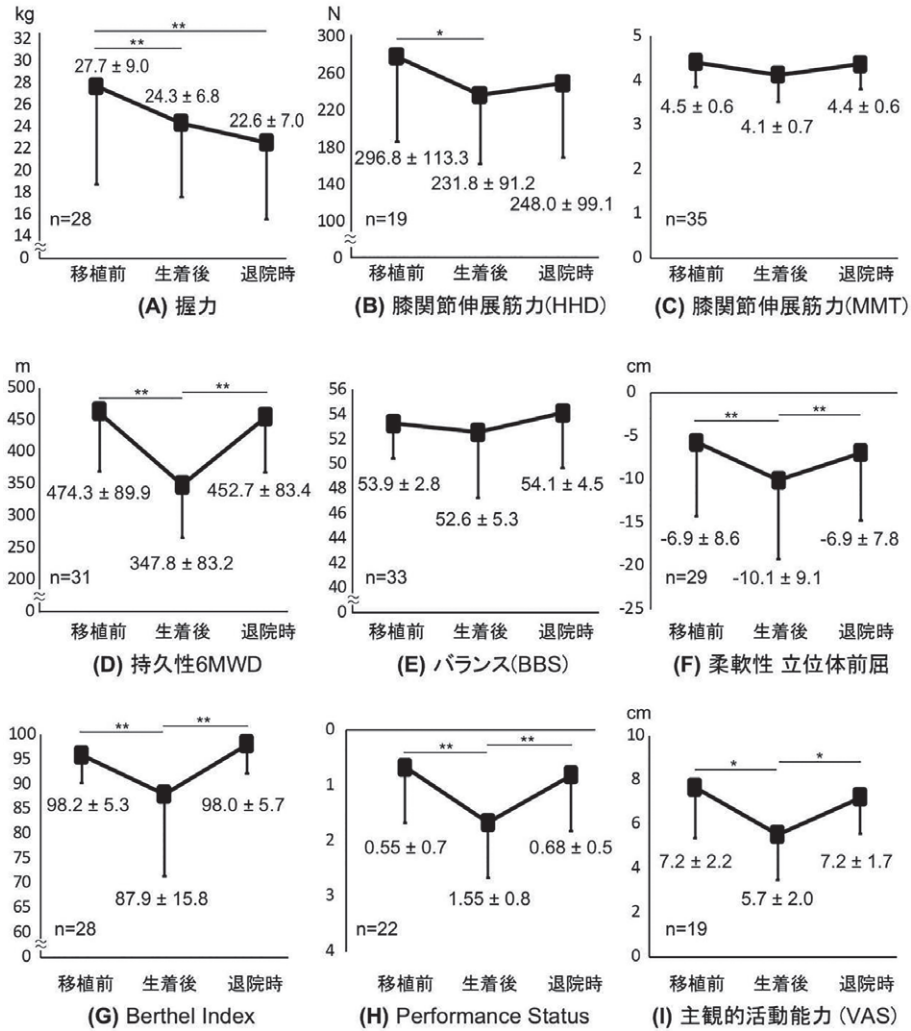 kg
32
30
28
26
24
22
20
18
16
14
0
**
**
27.7 ± 9.0
24.3 ± 6.8
22.6 ± 7.0
n=28
移植前 生着後 退院時
(A) 握力
N
300
260
220
180
140
100
0
*
296.8 ± 113.3
231.8 ± 91.2
248.0 ± 99.1
n=19
移植前 生着後 退院時
(B) 膝関節伸展筋力(HHD)
5
4
3
2
1
0
4.5 ± 0.6
4.1 ± 0.7
4.4 ± 0.6
n=35
移植前 生着後 退院時
(C) 膝関節伸展筋力(MMT)
m
500
450
400
350
300
250
200
0
** **
474.3 ± 89.9
347.8 ± 83.2
452.7 ± 83.4
n=31
移植前 生着後 退院時
(D) 持久性6MWD
56
54
52
50
48
46
44
42
40
0
53.9 ± 2.8
52.6 ± 5.3
54.1 ± 4.5
n=33
移植前 生着後 退院時
(E) バランス(BBS)
cm
0
-5
-10
-15
-20
-25
** **
-6.9 ± 8.6
-10.1 ± 9.1
-6.9 ± 7.8
n=29
移植前 生着後 退院時
(F) 柔軟性 立位体前屈
100
95
90
85
80
75
70
65
60
0
** **
98.2 ± 5.3
87.9 ± 15.8
98.0 ± 5.7
n=28
移植前 生着後 退院時
(G) Berthel Index
0
1
2
3
4
** **
0.55 ± 0.7
1.55 ± 0.8
0.68 ± 0.5
n=22
移植前 生着後 退院時
(H) Performance Status
cm
10
8
6
4
2
0
* *
7.2 ± 2.2
5.7 ± 2.0
7.2 ± 1.7
n=19
移植前 生着後 退院時
(I) 主観的活動能力 (VAS)